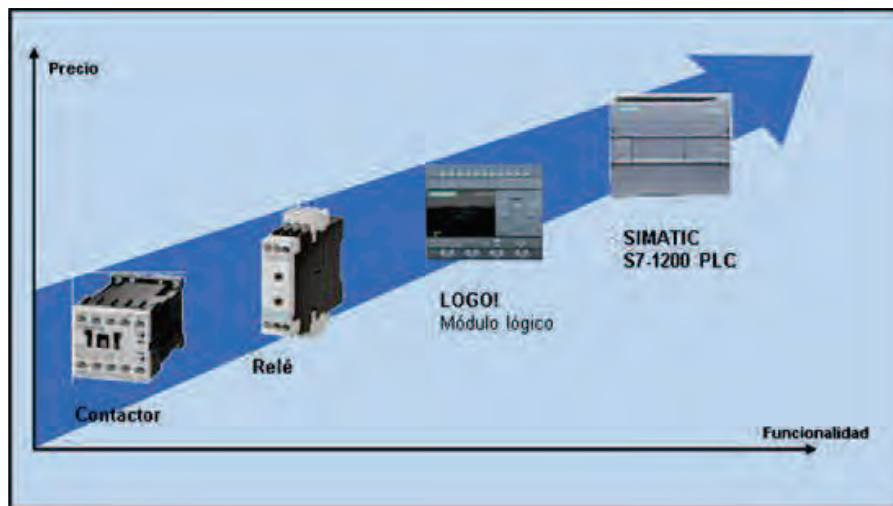 Precio
SIMATIC
S7-1200 PLC
LOGO!
Módulo lógico
Relé
Contactor
Funcionalidad